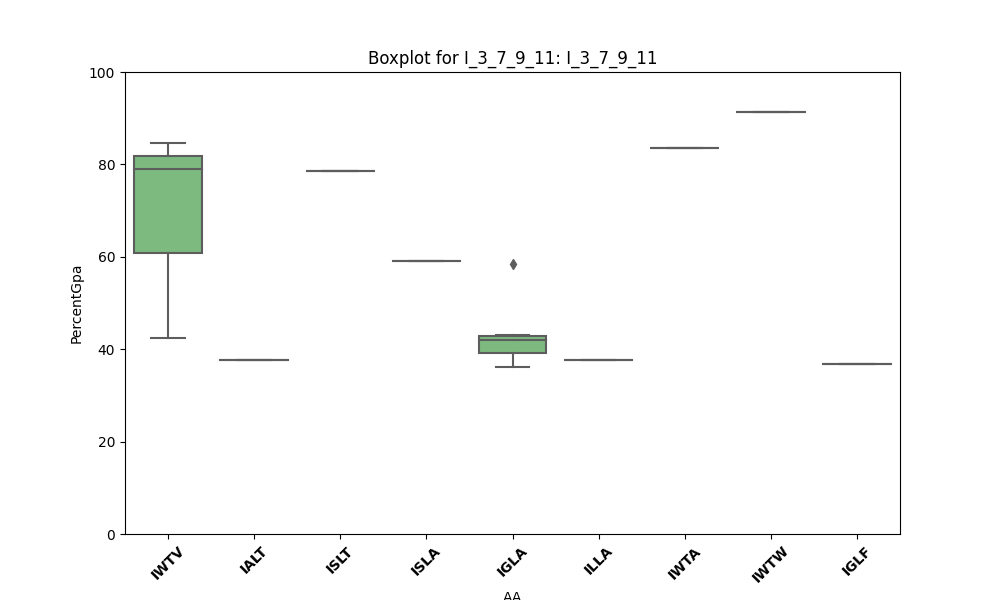 Boxplot for I_3_7_9_11: I_3_7_9_11
100
80
60
40
20
0
PercentGpa
IWTV
IALT
ISLT
ISLA
IGLA
ILLA
IWTA
IWTW
IGLF
AA